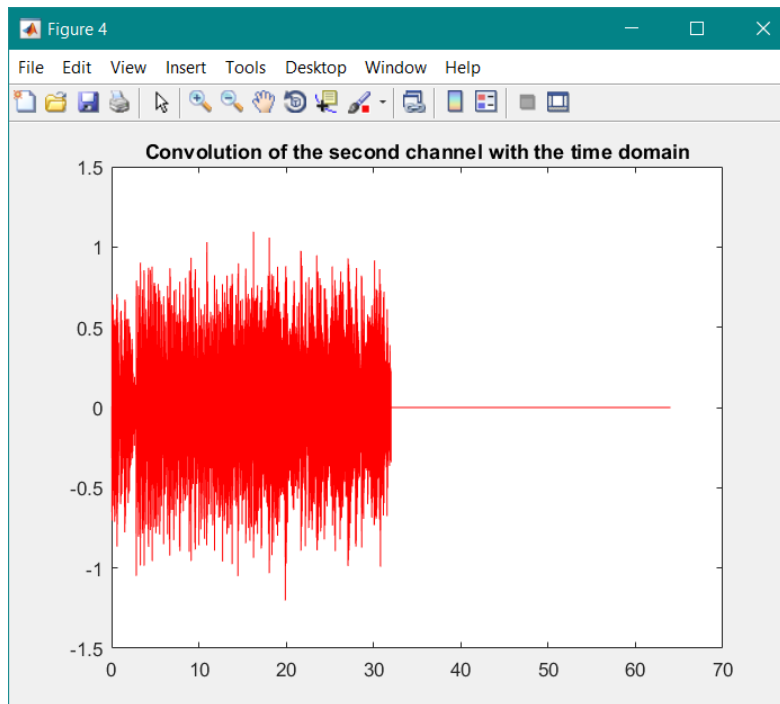 Figure 4
File Edit View Insert Tools Desktop Window Help
Convolution of the second channel with the time domain
1.5
1
0.5
0
-0.5
-1
-1.5
0 10 20 30 40 50 60 70